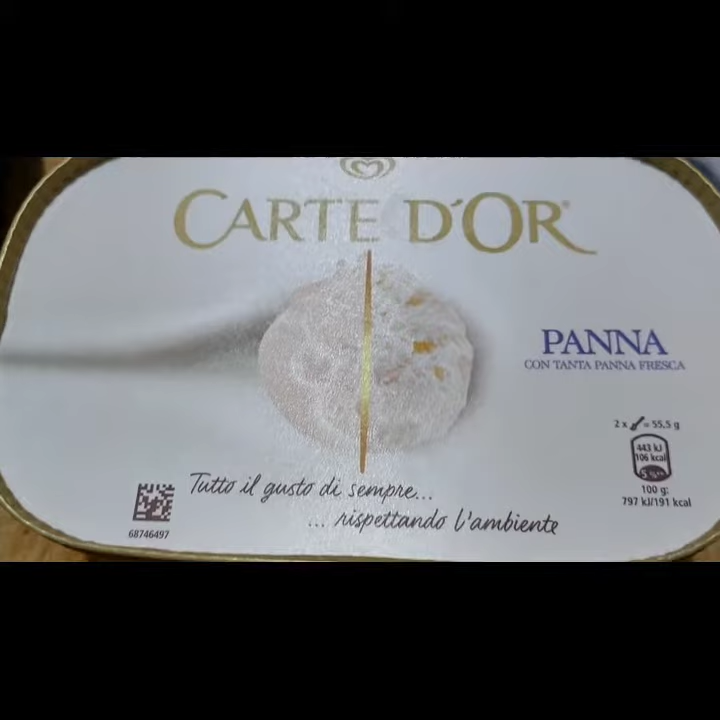 CARTE D'OR®
PANNA
CON TANTA PANNA FRESCA
2 x = 55,5 g
443 kJ
106 kcal
100 g:
797 kJ/191 kcal
Tutto il gusto di sempre...
... rispettando l'ambiente
68746497